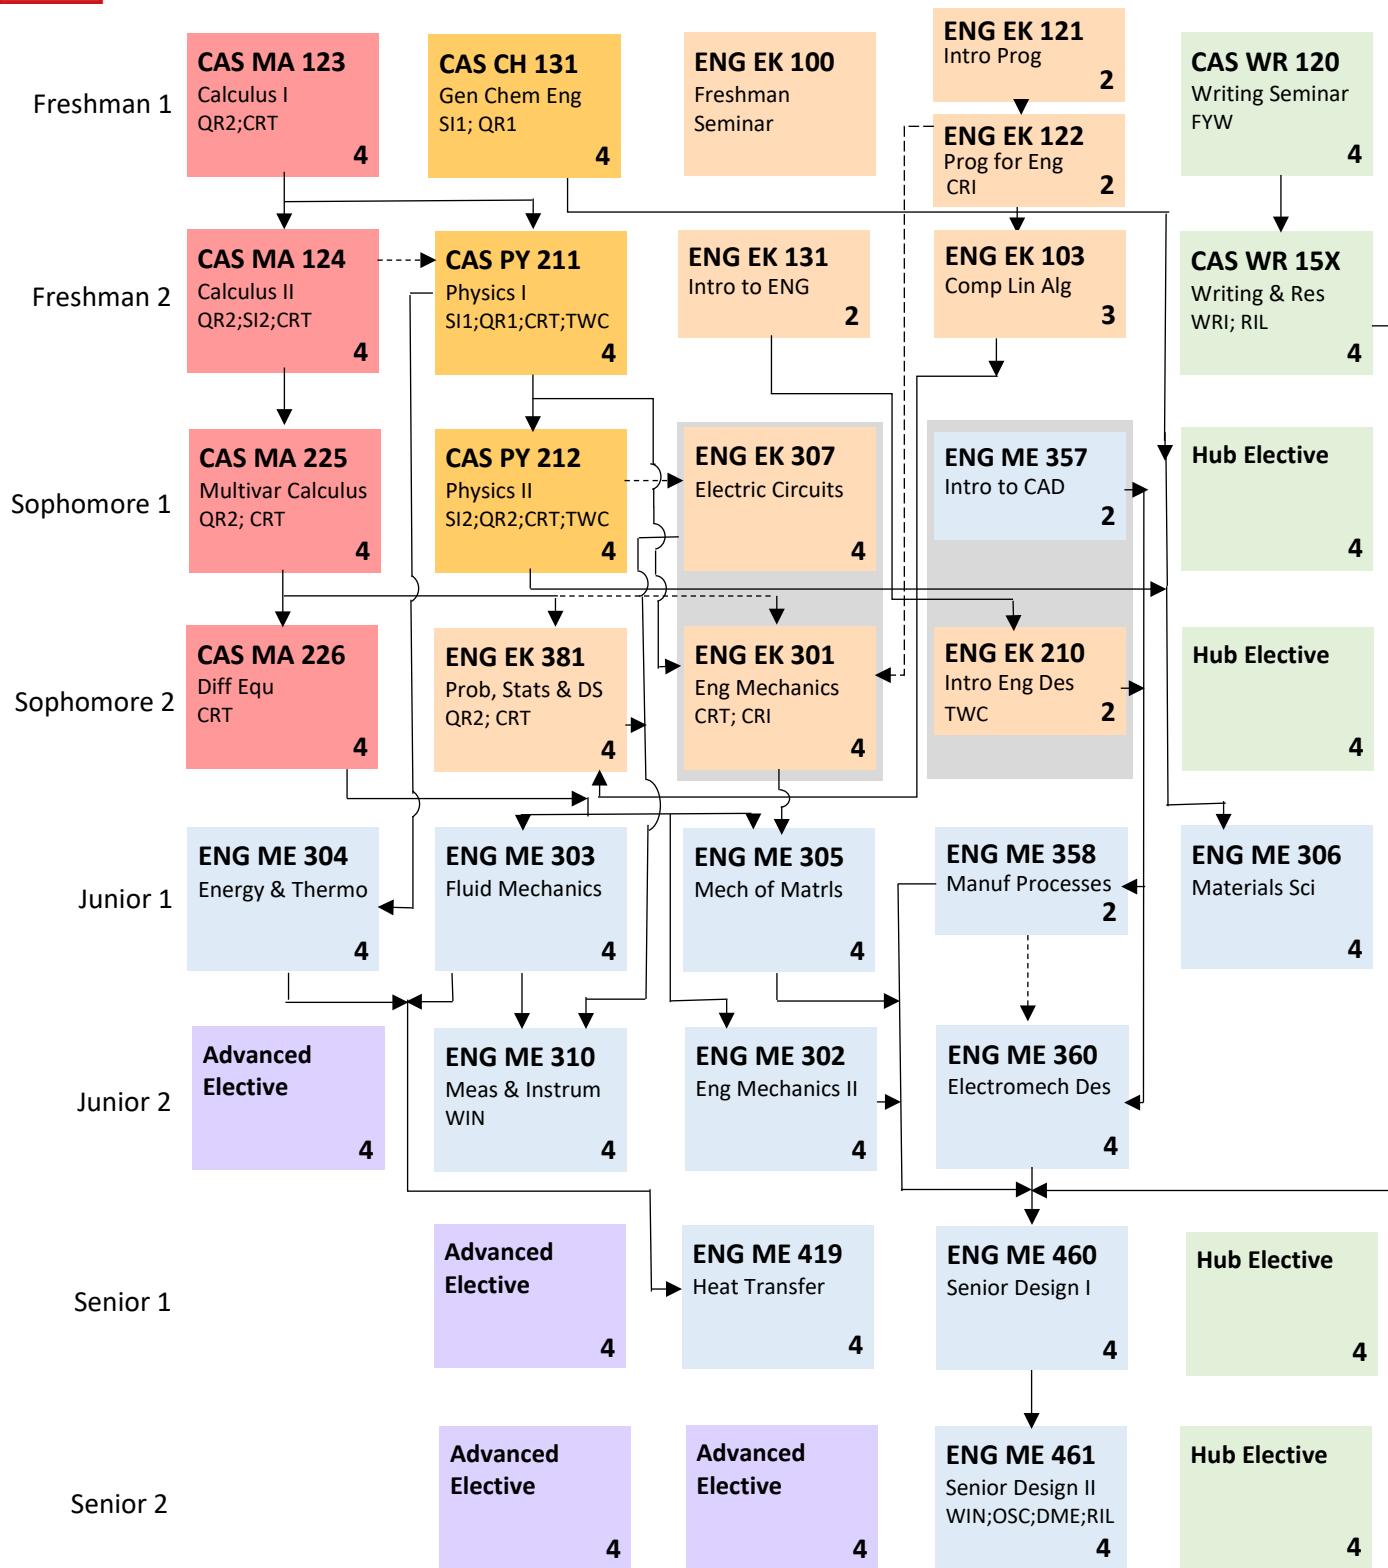 Freshman 1
CAS MA 123
Calculus I
QR2;CRT
4
CAS CH 131
Gen Chem Eng
SI1; QR1
4
ENG EK 100
Freshman
Seminar
ENG EK 121
Intro Prog
2
ENG EK 122
Prog for Eng
CRI
2
CAS WR 120
Writing Seminar
FYW
4
Freshman 2
CAS MA 124
Calculus II
QR2;SI2;CRT
4
CAS PY 211
Physics I
SI1;QR1;CRT;TWC
4
ENG EK 131
Intro to ENG
2
ENG EK 103
Comp Lin Alg
3
CAS WR 15X
Writing & Res
WRI; RIL
4
Sophomore 1
CAS MA 225
Multivar Calculus
QR2; CRT
4
CAS PY 212
Physics II
SI2;QR2;CRT;TWC
4
ENG EK 307
Electric Circuits
4
ENG ME 357
Intro to CAD
2
Hub Elective
4
Sophomore 2
CAS MA 226
Diff Equ
CRT
4
ENG EK 381
Prob, Stats & DS
QR2; CRT
4
ENG EK 301
Eng Mechanics
CRT; CRI
4
ENG EK 210
Intro Eng Des
TWC
2
Hub Elective
4
Junior 1
ENG ME 304
Energy & Thermo
4
ENG ME 303
Fluid Mechanics
4
ENG ME 305
Mech of Matrls
4
ENG ME 358
Manuf Processes
2
ENG ME 306
Materials Sci
4
Junior 2
Advanced
Elective
4
ENG ME 310
Meas & Instrum
WIN
4
ENG ME 302
Eng Mechanics II
4
ENG ME 360
Electromech Des
4
Senior 1
Advanced
Elective
4
ENG ME 419
Heat Transfer
4
ENG ME 460
Senior Design I
4
Hub Elective
4
Senior 2
Advanced
Elective
4
Advanced
Elective
4
ENG ME 461
Senior Design II
WIN;OSC;DME;RIL
4
Hub Elective
4